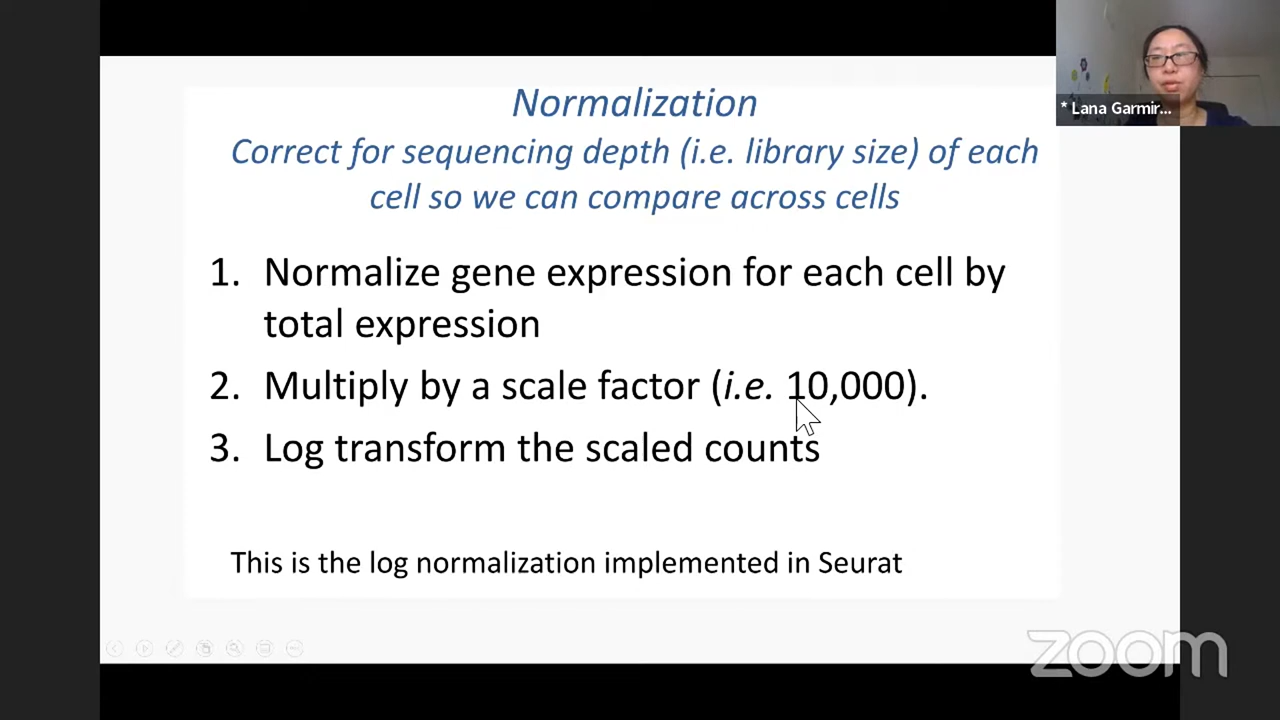 Normalization
Correct for sequencing depth (i.e. library size) of each
cell so we can compare across cells
1. Normalize gene expression for each cell by
total expression
2. Multiply by a scale factor (i.e. 10,000).
3. Log transform the scaled counts
This is the log normalization implemented in Seurat
* Lana Garmir...
zoom